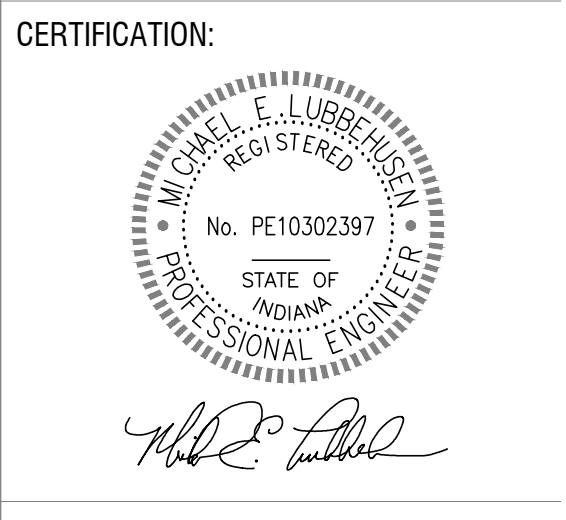 CERTIFICATION:
MICHAEL E. LUBBEHUSEN
REGISTERED
No. PE10302397
STATE OF
INDIANA
PROFESSIONAL ENGINEER